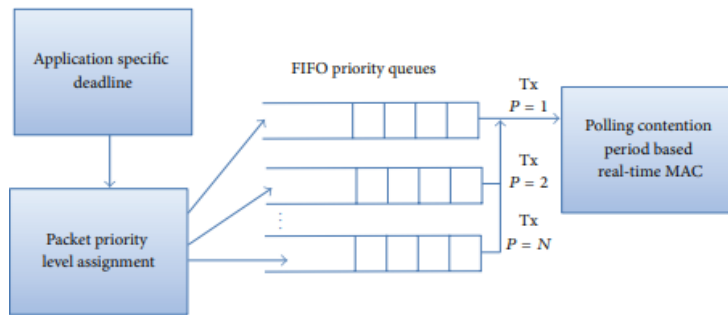 Application specific
deadline
FIFO priority queues
Tx
P = 1
Polling contention
period based
real-time MAC
Tx
P = 2
Packet priority
level assignment
⋮
Tx
P = N